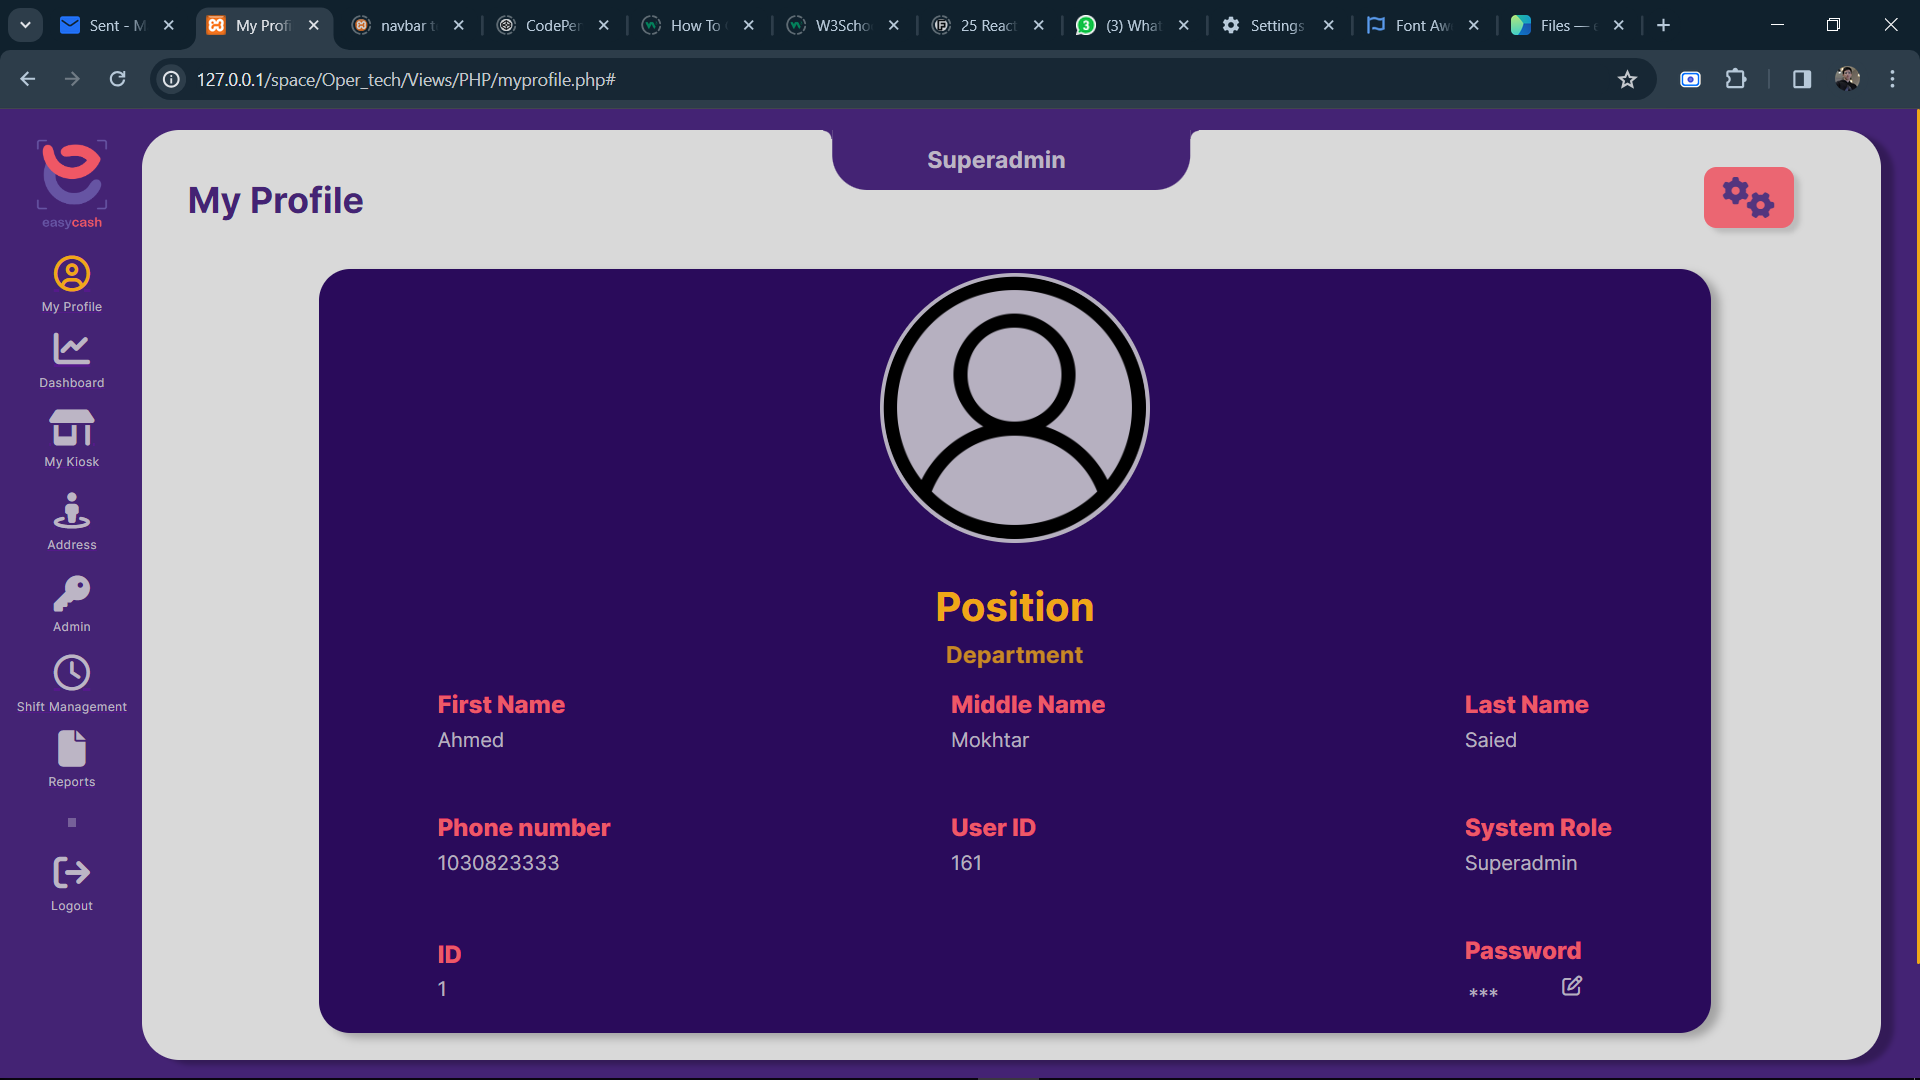 Sent - M
My Profi
navbar t
CodePer
How To
W3Scho
25 React
(3) What
Settings
Font Aw
Files —
127.0.0.1/space/Oper_tech/Views/PHP/myprofile.php#
easycash
Superadmin
My Profile
My Profile
Dashboard
My Kiosk
Address
Admin
Shift Management
Reports
Logout
Position
Department
First Name
Ahmed
Middle Name
Mokhtar
Last Name
Saied
Phone number
1030823333
User ID
161
System Role
Superadmin
ID
1
Password
***